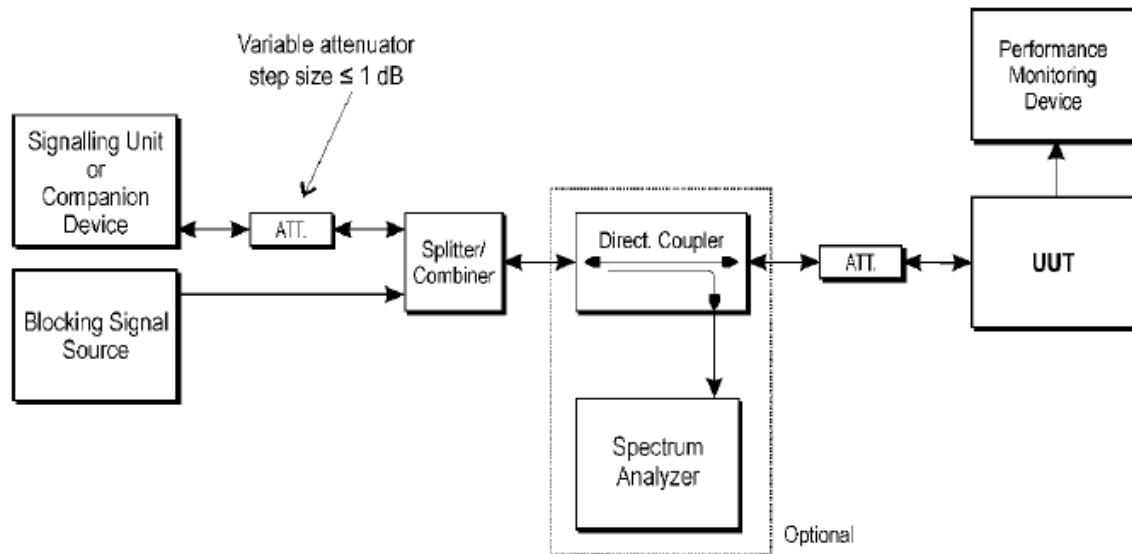 Variable attenuator
step size ≤ 1 dB
Performance
Monitoring
Device
Signalling Unit
or
Companion
Device
ATT.
Splitter/
Combiner
Direct. Coupler
ATT.
UUT
Blocking Signal
Source
Spectrum
Analyzer
Optional